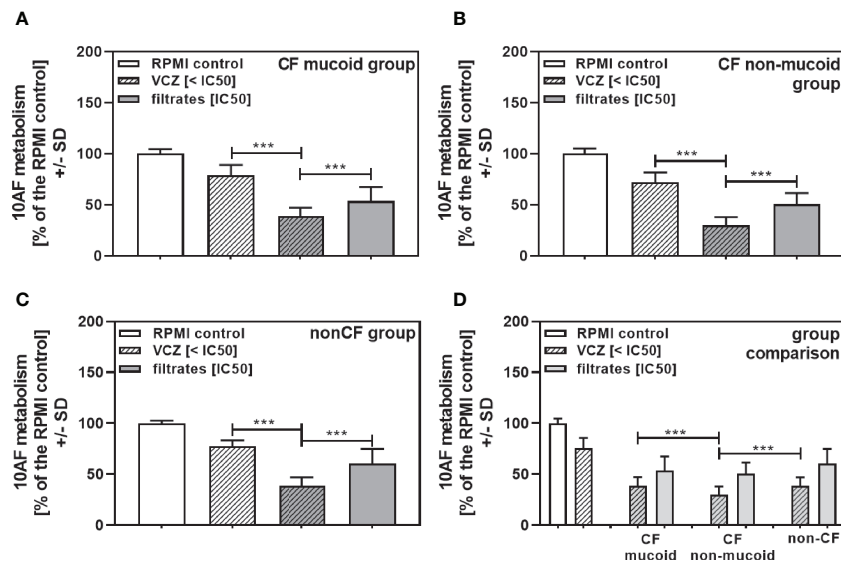 A
10AF metabolism
[% of the RPMI control]
+/- SD
200
150
100
50
0
RPMI control
VCZ [< IC50]
filtrates [IC50]
CF mucoid group
***
***
B
10AF metabolism
[% of the RPMI control]
+/- SD
200
150
100
50
0
RPMI control
VCZ [< IC50]
filtrates [IC50]
CF non-mucoid
group
***
***
C
10AF metabolism
[% of the RPMI control]
+/- SD
200
150
100
50
0
RPMI control
VCZ [< IC50]
filtrates [IC50]
nonCF group
***
***
D
10AF metabolism
[% of the RPMI control]
+/- SD
200
150
100
50
0
RPMI control
VCZ [< IC50]
filtrates [IC50]
group
comparison
***
***
CF
mucoid
CF
non-mucoid
non-CF